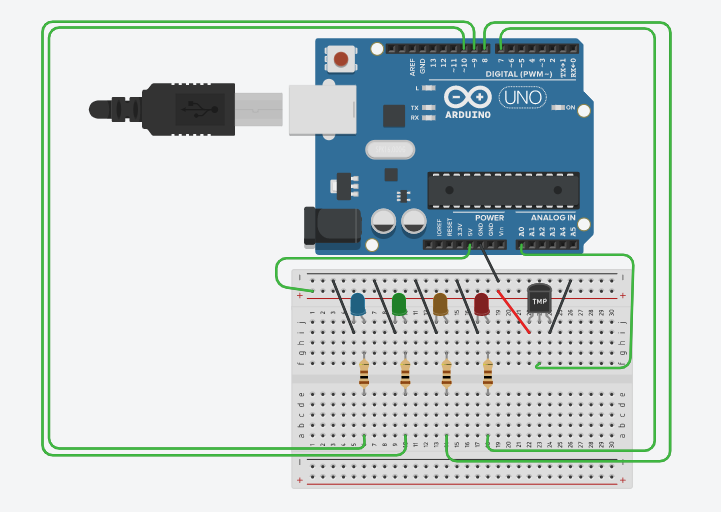 AREF
GND
13
12
~11
~10
~9
8
7
~6
~5
4
~3
2
TX→1
RX←0
DIGITAL (PWM~)
L
TX
RX
UNO
ON
ARDUINO
POWER
ANALOG IN
IOREF
RESET
3.3V
5V
GND
GND
Vin
A0
A1
A2
A3
A4
A5
TMP
j
i
h
g
f
e
d
c
b
a